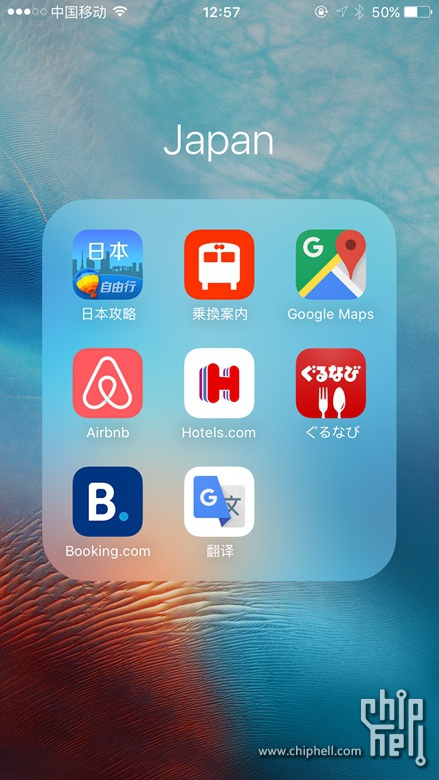 中国移动 12:57 50%
Japan
日本
自由行
G
日本攻略 乗換案内 Google Maps
H
ぐるなび
Airbnb Hotels.com ぐるなび
B.
G 文
Booking.com 翻译
chip
hell
www.chiphell.com